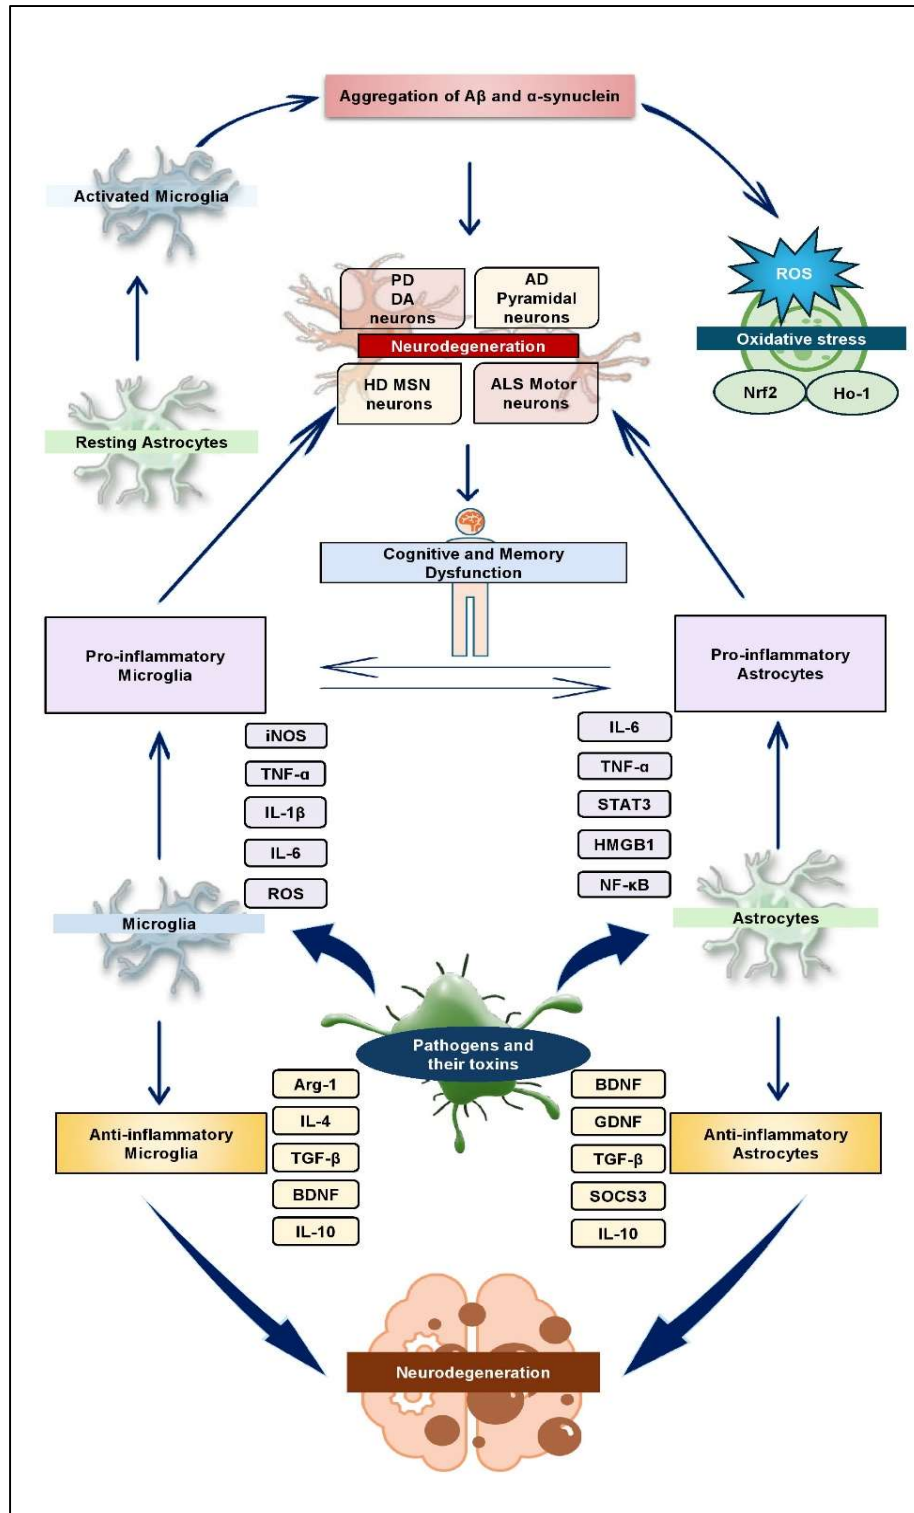 Aggregation of Aβ and α-synuclein
Activated Microglia
ROS
Oxidative stress
Nrf2
Ho-1
PD
DA
neurons
AD
Pyramidal
neurons
Neurodegeneration
HD MSN
neurons
ALS Motor
neurons
Resting Astrocytes
Cognitive and Memory
Dysfunction
Pro-inflammatory
Microglia
Pro-inflammatory
Astrocytes
iNOS
TNF-α
IL-1β
IL-6
ROS
IL-6
TNF-α
STAT3
HMGB1
NF-κB
Microglia
Astrocytes
Pathogens and
their toxins
Anti-inflammatory
Microglia
Arg-1
IL-4
TGF-β
BDNF
IL-10
BDNF
GDNF
TGF-β
SOCS3
IL-10
Anti-inflammatory
Astrocytes
Neurodegeneration